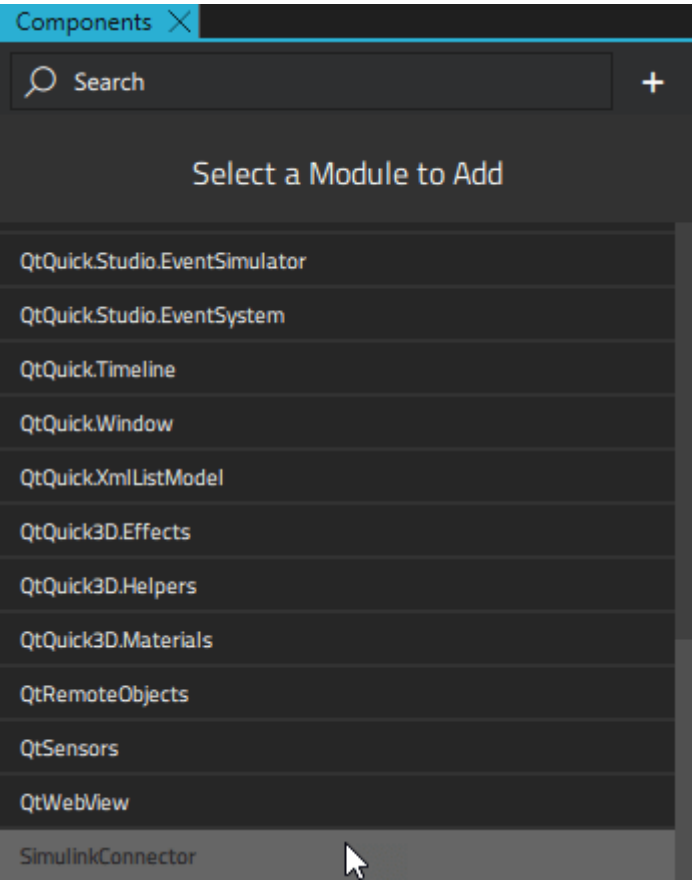 Components
Search
Select a Module to Add
QtQuick.Studio.EventSimulator
QtQuick.Studio.EventSystem
QtQuick.Timeline
QtQuick.Window
QtQuick.XmlListModel
QtQuick3D.Effects
QtQuick3D.Helpers
QtQuick3D.Materials
QtRemoteObjects
QtSensors
QtWebView
SimulinkConnector